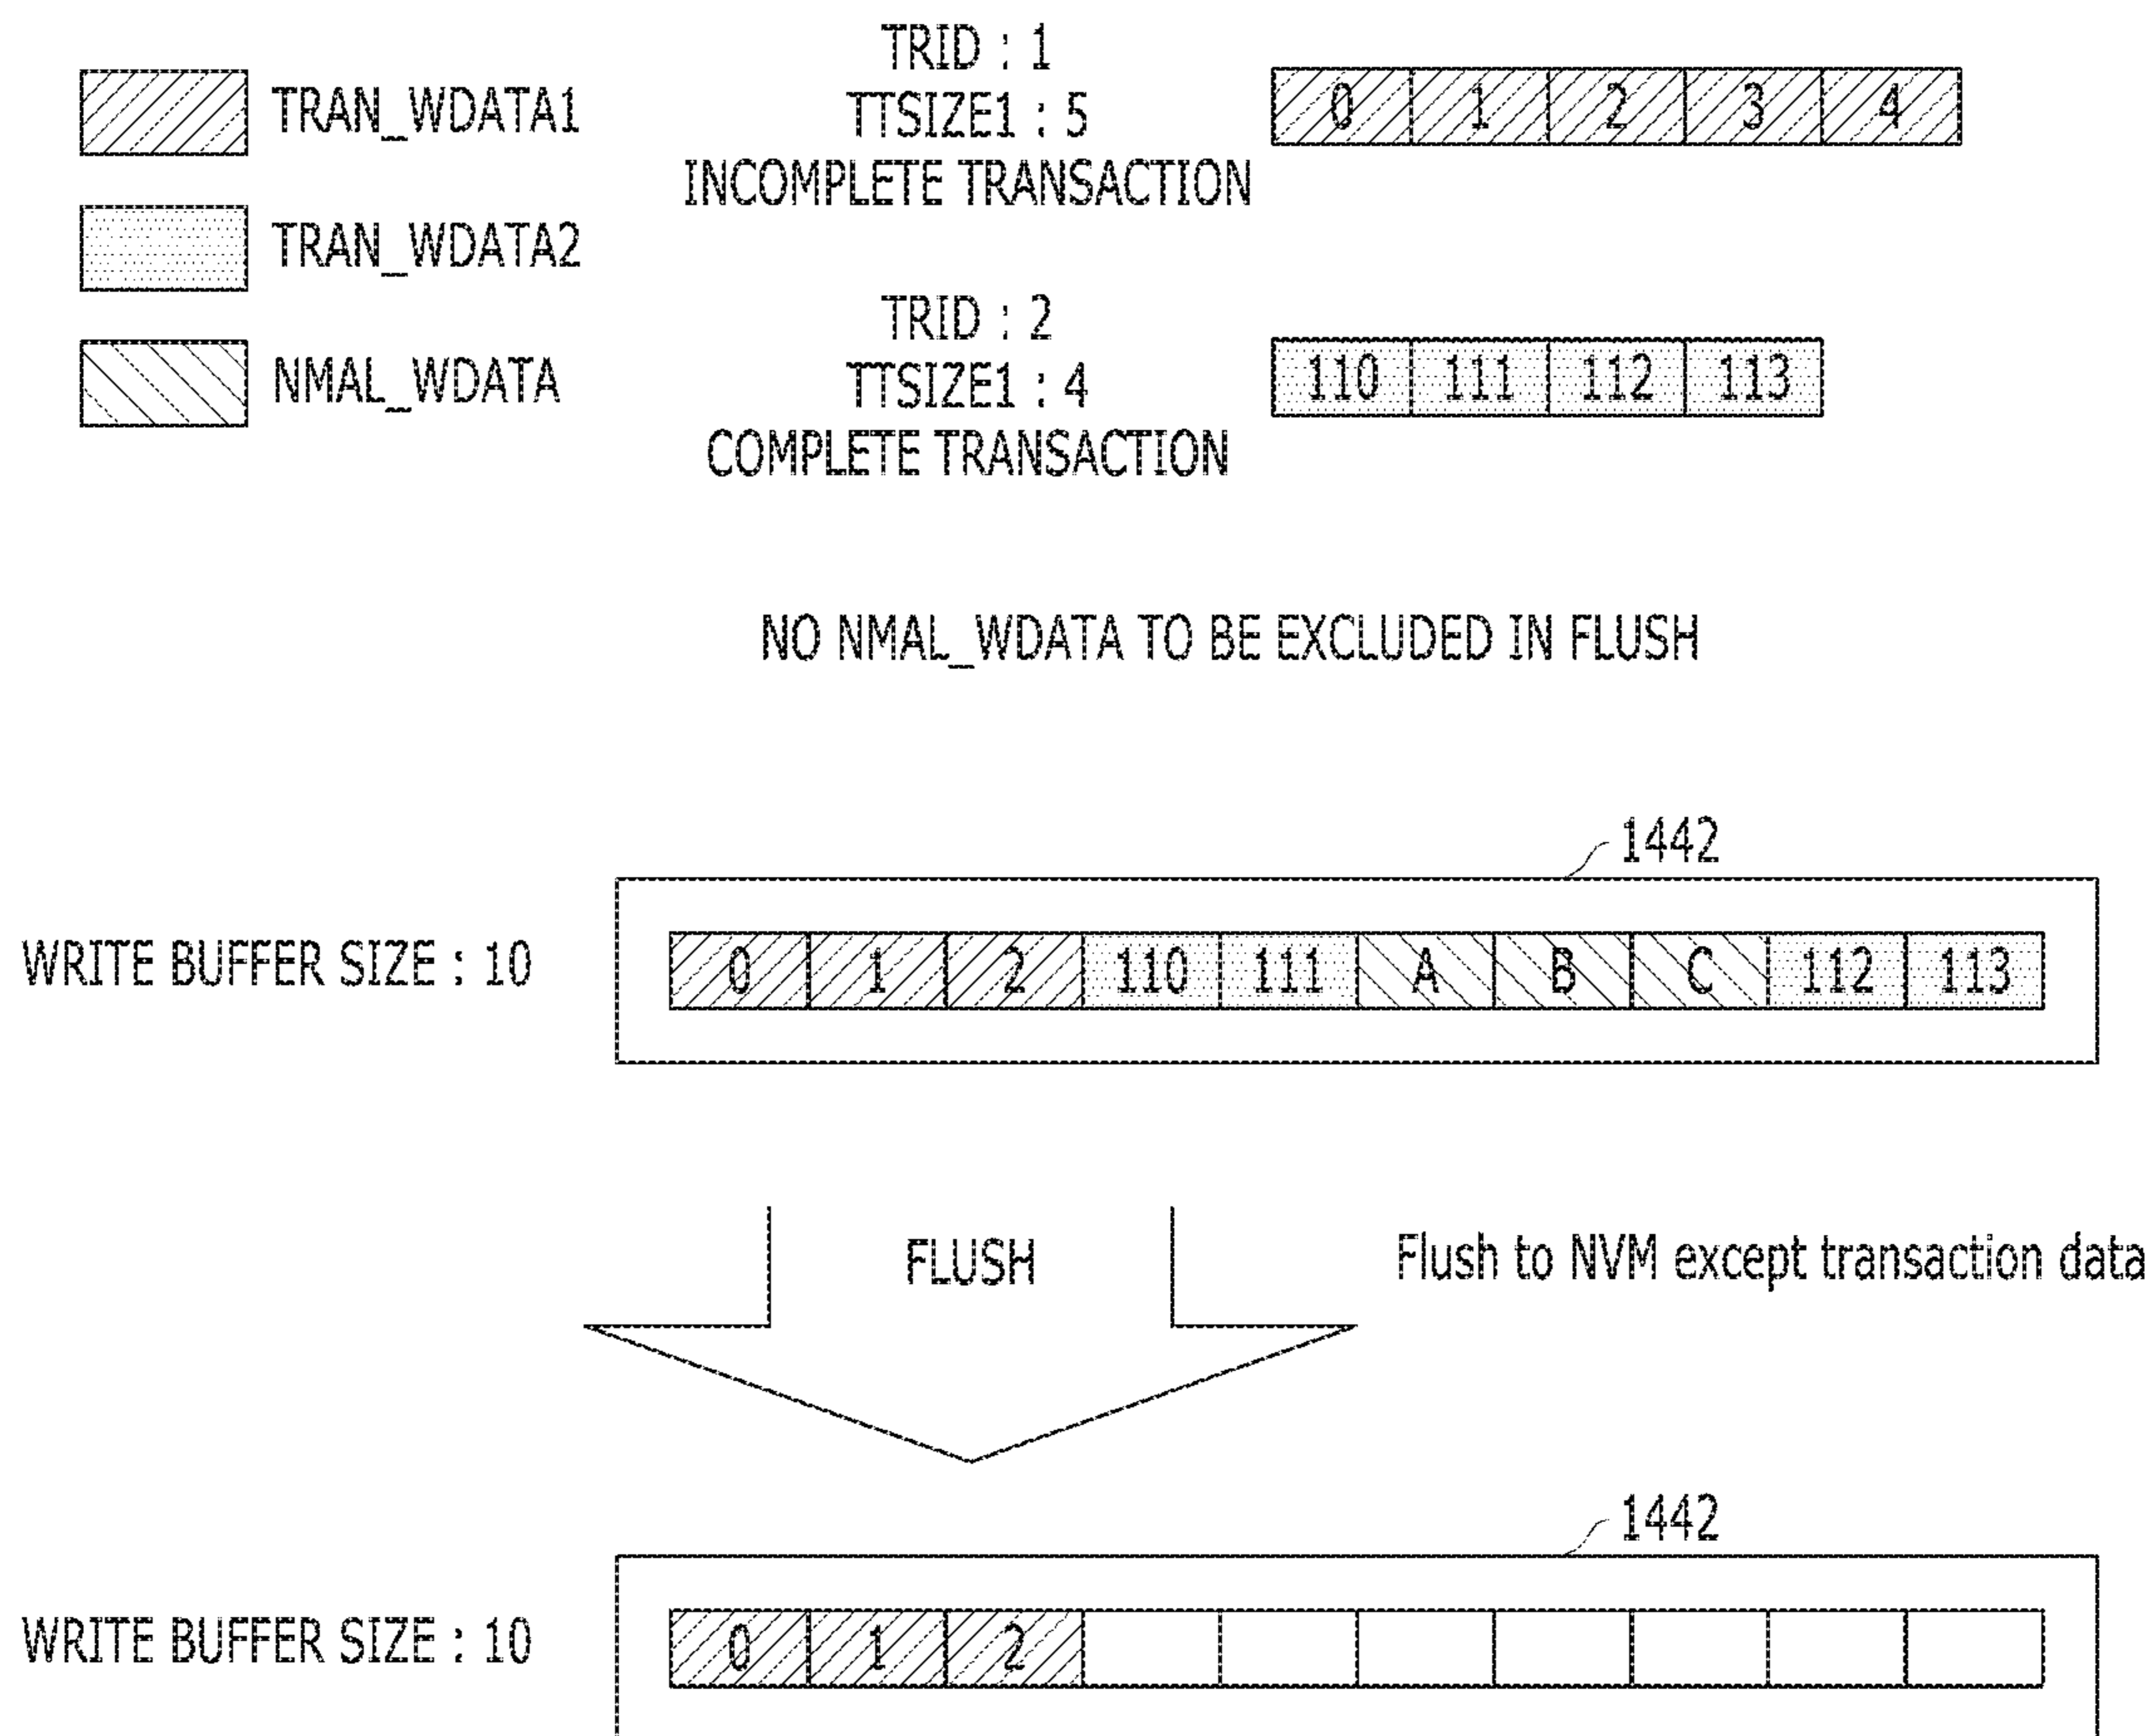 TRAN_WDATA1
TRAN_WDATA2
NMAL_WDATA
TRID : 1
TTSIZE1 : 5
INCOMPLETE TRANSACTION
0 1 2 3 4
TRID : 2
TTSIZE1 : 4
COMPLETE TRANSACTION
110 111 112 113
NO NMAL_WDATA TO BE EXCLUDED IN FLUSH
1442
WRITE BUFFER SIZE : 10
0 1 2 110 111 A B C 112 113
FLUSH
Flush to NVM except transaction data
1442
WRITE BUFFER SIZE : 10
0 1 2